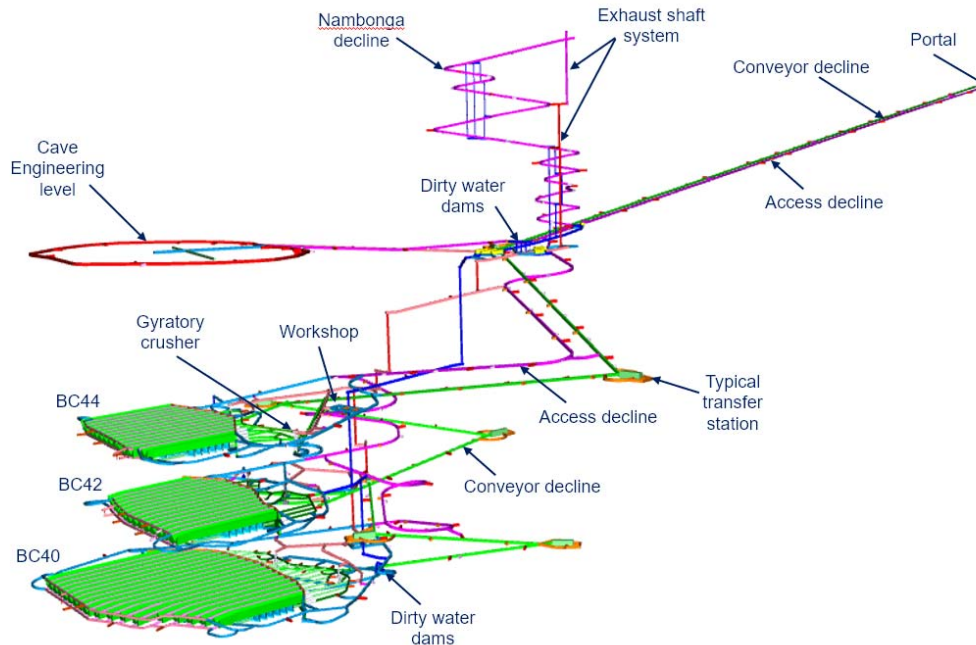 Nambonga
decline
Exhaust shaft
system
Portal
Conveyor decline
Cave
Engineering
level
Dirty water
dams
Access decline
Gyratory
crusher
Workshop
BC44
Access decline
Typical
transfer
station
BC42
Conveyor decline
BC40
Dirty water
dams